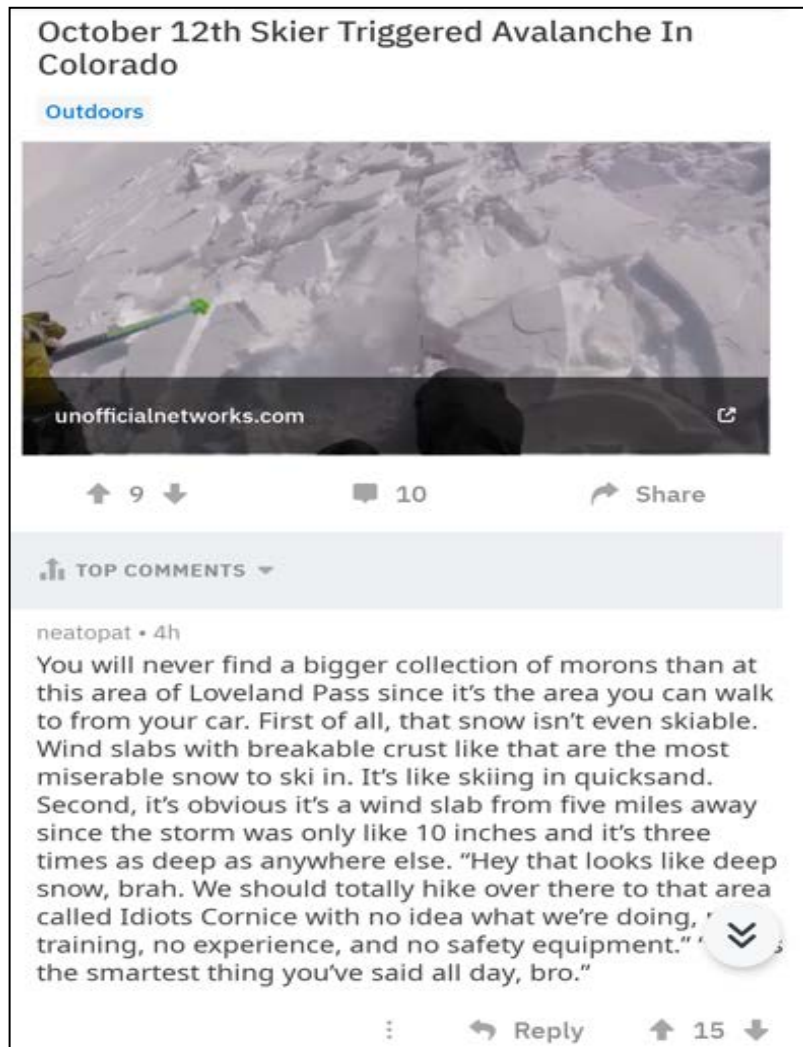 October 12th Skier Triggered Avalanche In
Colorado
Outdoors
unofficialnetworks.com
9
10
Share
TOP COMMENTS
neatopat • 4h
You will never find a bigger collection of morons than at
this area of Loveland Pass since it’s the area you can walk
to from your car. First of all, that snow isn’t even skiable.
Wind slabs with breakable crust like that are the most
miserable snow to ski in. It’s like skiing in quicksand.
Second, it’s obvious it’s a wind slab from five miles away
since the storm was only like 10 inches and it’s three
times as deep as anywhere else. “Hey that looks like deep
snow, brah. We should totally hike over there to that area
called Idiots Cornice with no idea what we’re doing,
training, no experience, and no safety equipment.”
the smartest thing you’ve said all day, bro.”
Reply
15